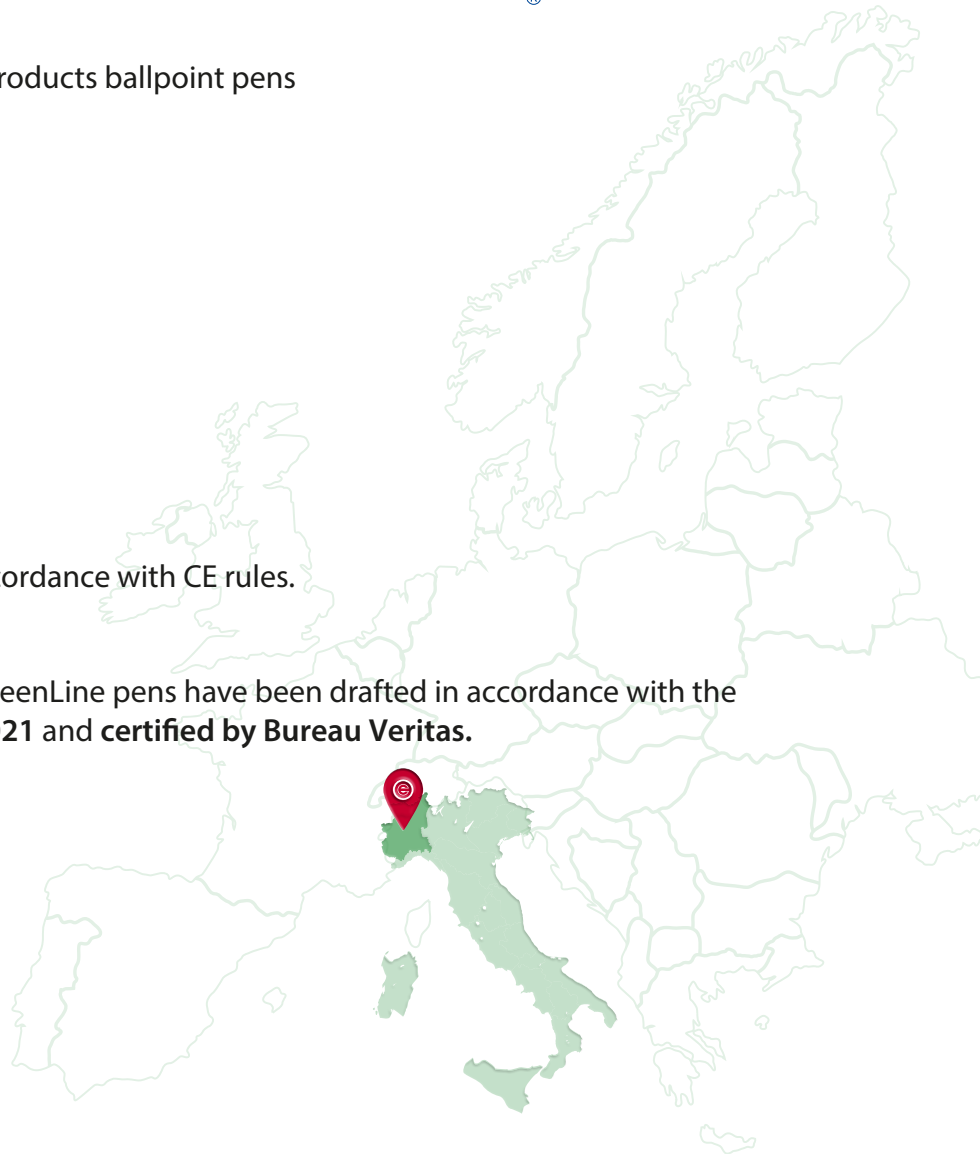 ®
roducts ballpoint pens
cordance with CE rules.
eenLine pens have been drafted in accordance with the
21 and certified by Bureau Veritas.
e